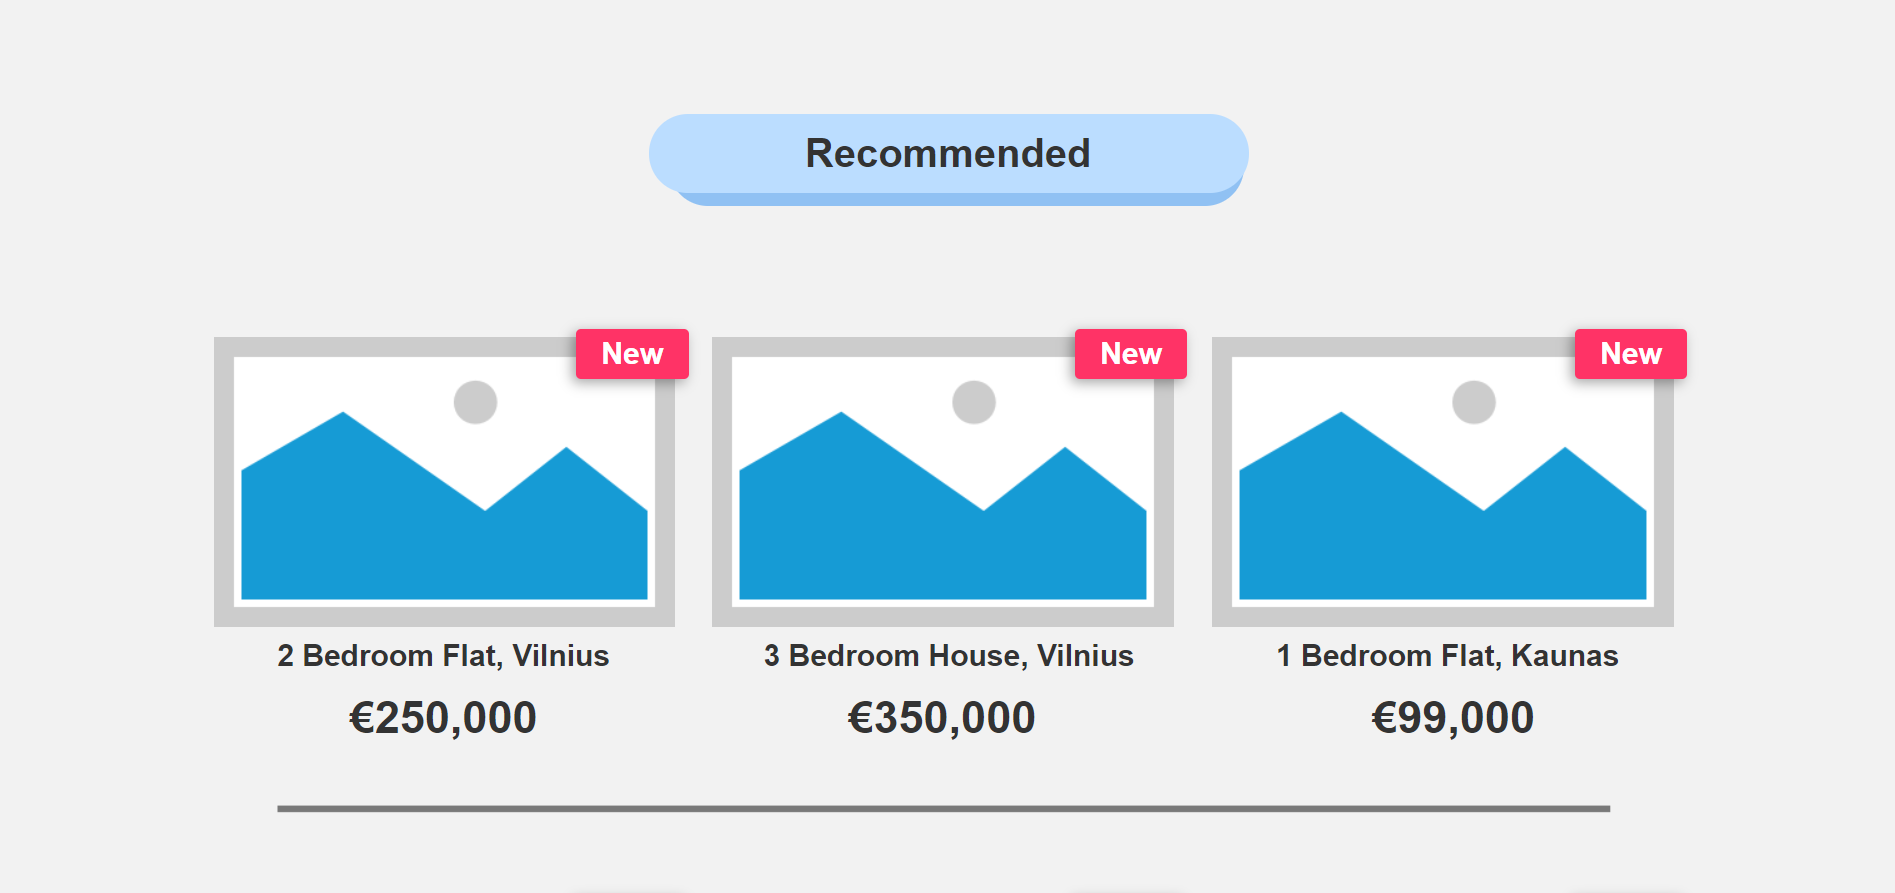 Recommended
New
New
New
2 Bedroom Flat, Vilnius
3 Bedroom House, Vilnius
1 Bedroom Flat, Kaunas
€250,000
€350,000
€99,000